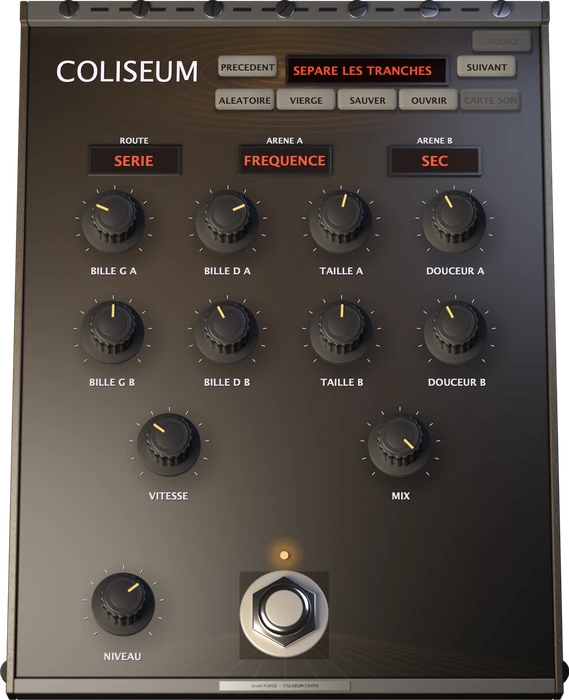 AUDIO
COLISEUM
PRECEDENT
SEPARE LES TRANCHES
SUIVANT
ALEATOIRE
VIERGE
SAUVER
OUVRIR
CARTE SON
ROUTE
ARENE A
ARENE B
SERIE
FREQUENCE
SEC
BILLE G A
BILLE D A
TAILLE A
DOUCEUR A
BILLE G B
BILLE D B
TAILLE B
DOUCEUR B
VITESSE
MIX
NIVEAU